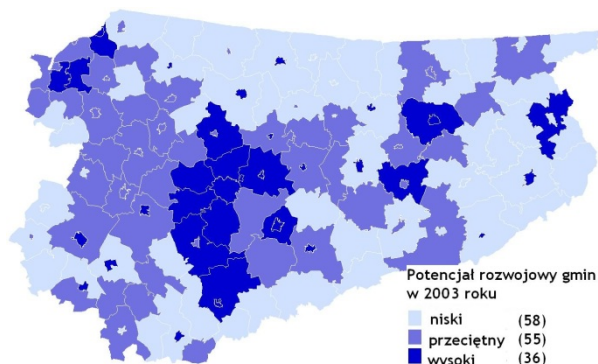 Potencjał rozwojowy gmin
w 2003 roku
niski (58)
przeciętny (55)
wysoki (36)